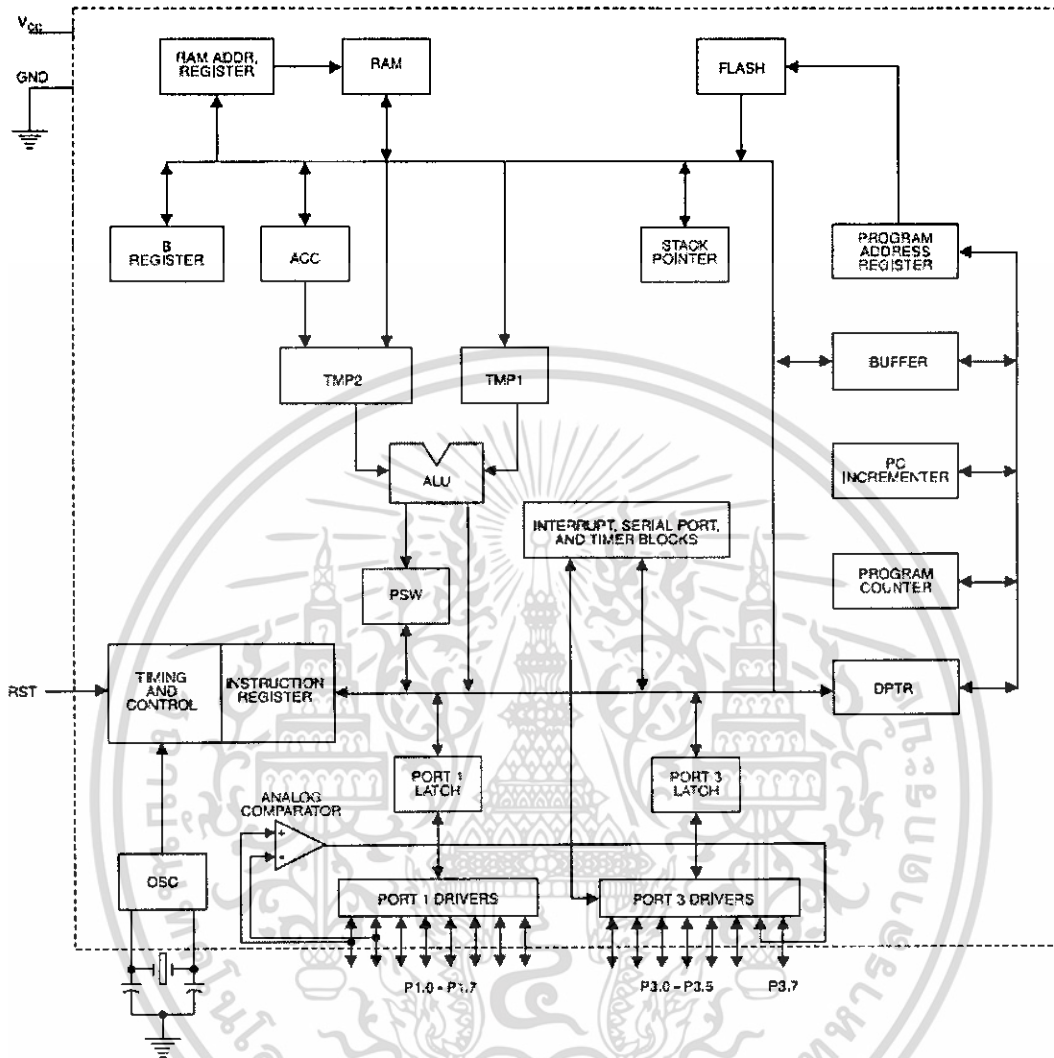 VCC
GND
RAM ADDR.
REGISTER
RAM
FLASH
B
REGISTER
ACC
STACK
POINTER
PROGRAM
ADDRESS
REGISTER
TMP2
TMP1
BUFFER
ALU
PC
INCREMENTER
INTERRUPT, SERIAL PORT,
AND TIMER BLOCKS
PSW
PROGRAM
COUNTER
RST
TIMING
AND
CONTROL
INSTRUCTION
REGISTER
DPTR
PORT 1
LATCH
PORT 3
LATCH
ANALOG
COMPARATOR
+
-
OSC
PORT 1 DRIVERS
PORT 3 DRIVERS
P1.0 - P1.7
P3.0 - P3.5
P3.7